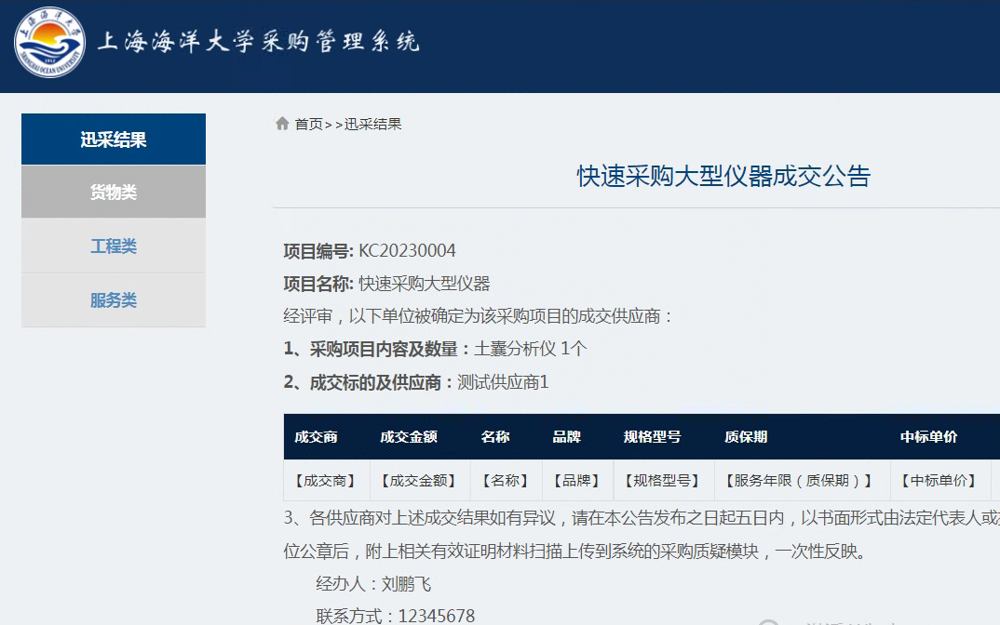 上海海洋大学采购管理系统
SHANGHAI OCEAN UNIVERSITY
1912
迅采结果
货物类
工程类
服务类
首页>>迅采结果
快速采购大型仪器成交公告
项目编号: KC20230004
项目名称: 快速采购大型仪器
经评审，以下单位被确定为该采购项目的成交供应商：
1、采购项目内容及数量：土囊分析仪 1个
2、成交标的及供应商：测试供应商1
成交商 成交金额 名称 品牌 规格型号 质保期 中标单价
【成交商】 【成交金额】 【名称】 【品牌】 【规格型号】 【服务年限（质保期）】 【中标单价】
3、各供应商对上述成交结果如有异议，请在本公告发布之日起五日内，以书面形式由法定代表人或
位公章后，附上相关有效证明材料扫描上传到系统的采购质疑模块，一次性反映。
经办人：刘鹏飞
联系方式：12345678